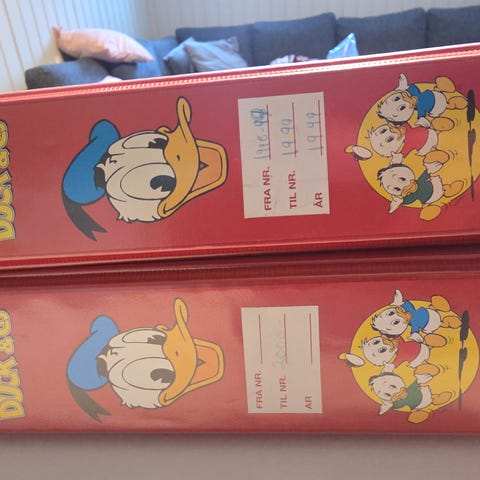 DUCK & CO
FRA NR.
TIL NR. 1999
ÅR 1999
DUCK & CO
FRA NR.
TIL NR.
ÅR